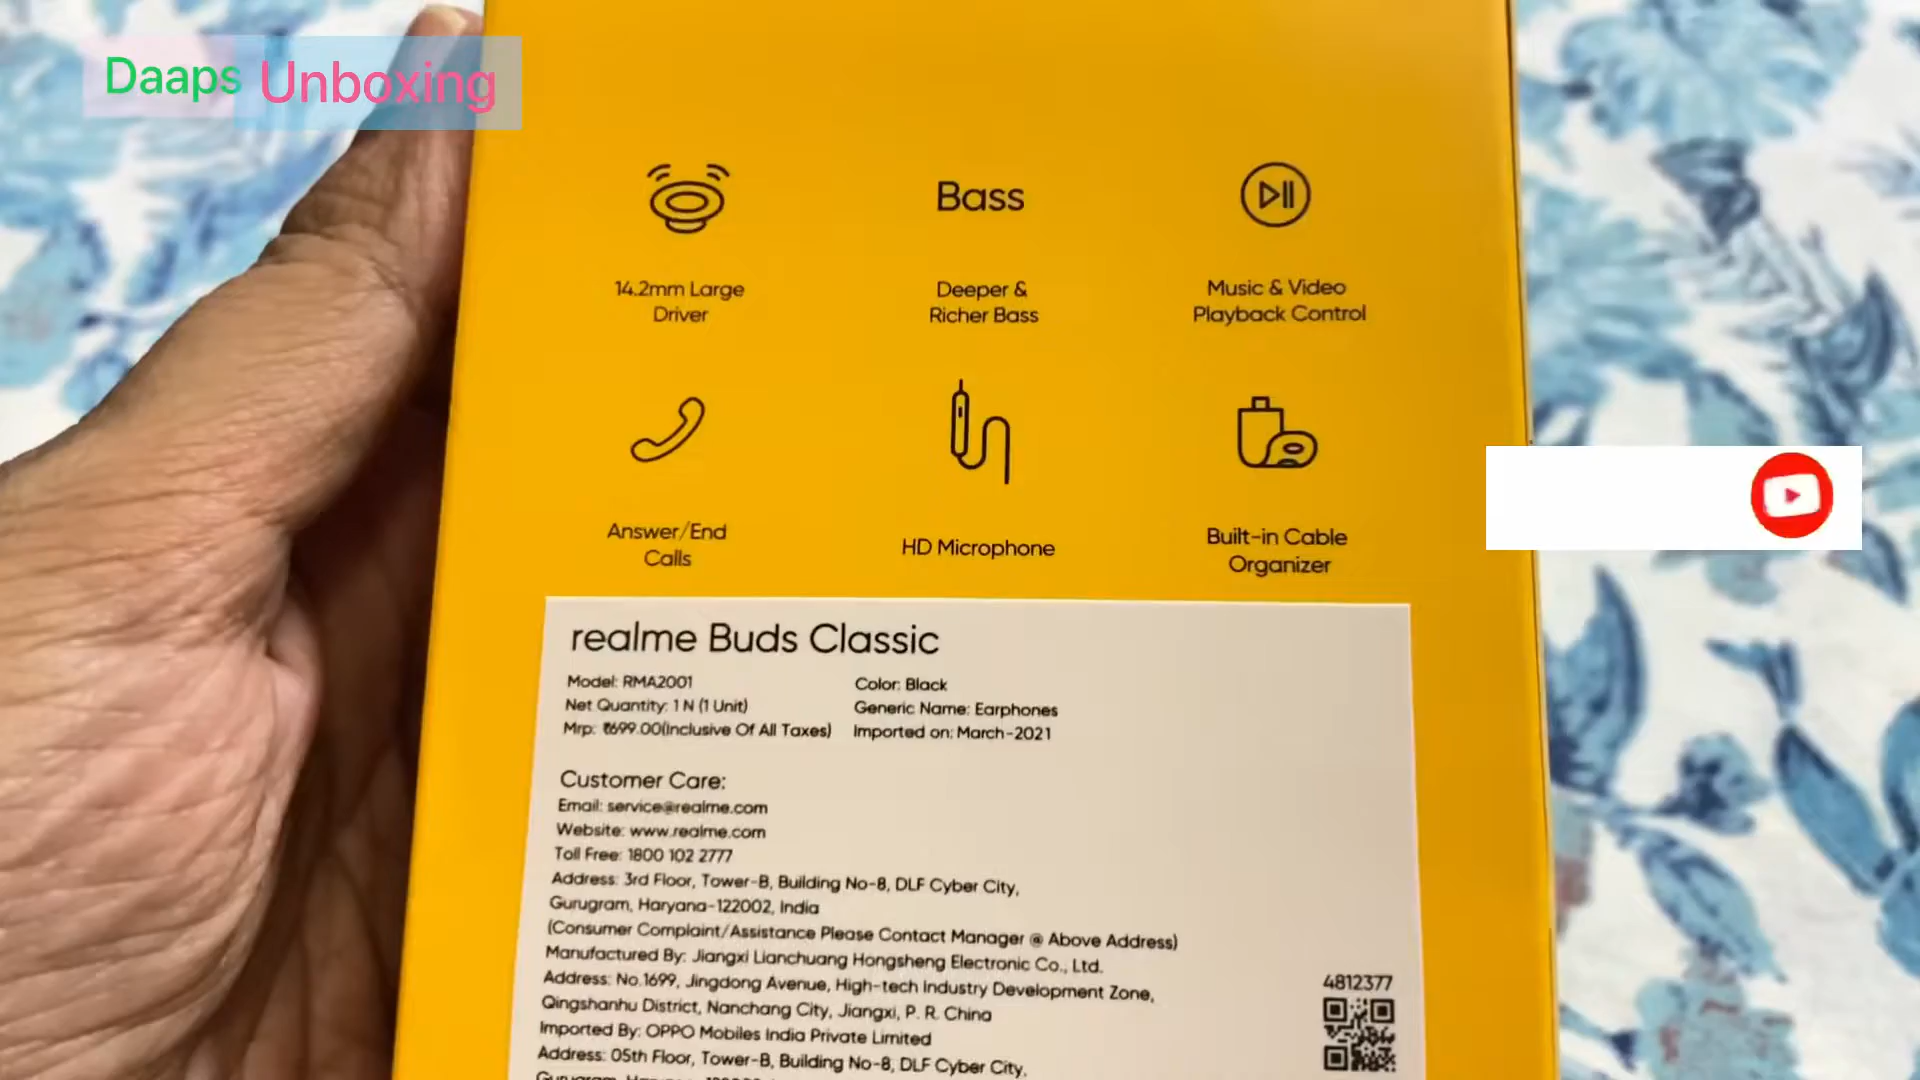 Daaps Unboxing
Bass
14.2mm Large
Driver
Deeper &
Richer Bass
Music & Video
Playback Control
Answer/End
Calls
HD Microphone
Built-in Cable
Organizer
realme Buds Classic
Model: RMA2001
Color: Black
Net Quantity: 1 N (1 Unit)
Generic Name: Earphones
Mrp: ₹699.00(Inclusive Of All Taxes)
Imported on: March-2021
Customer Care:
Email: service@realme.com
Website: www.realme.com
Toll Free: 1800 102 2777
Address: 3rd Floor, Tower-B, Building No-8, DLF Cyber City,
Gurugram, Haryana-122002, India
(Consumer Complaint/Assistance Please Contact Manager @ Above Address)
Manufactured By: Jiangxi Lianchuang Hongsheng Electronic Co., Ltd.
Address: No.1699, Jingdong Avenue, High-tech Industry Development Zone,
Qingshanhu District, Nanchang City, Jiangxi, P. R. China
Imported By: OPPO Mobiles India Private Limited
Address: 05th Floor, Tower-B, Building No-8, DLF Cyber City,
4812377